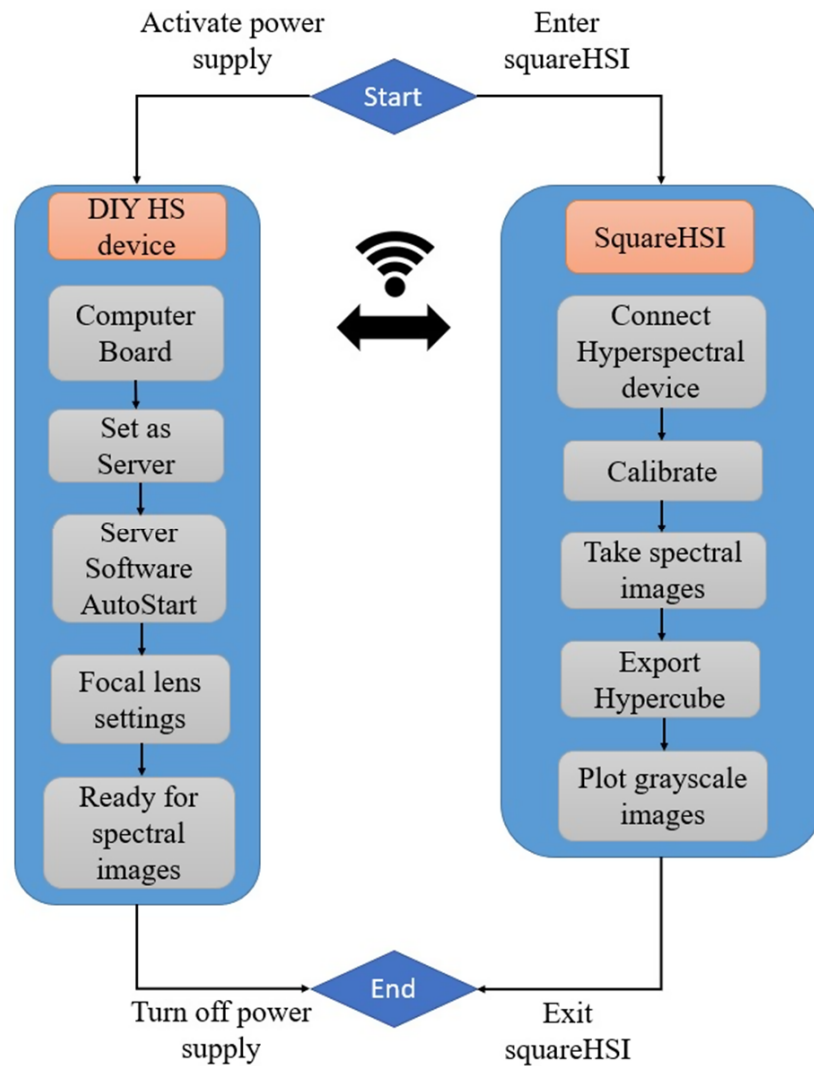 Activate power
supply
Enter
squareHSI
Start
DIY HS
device
Computer
Board
Set as
Server
Server
Software
AutoStart
Focal lens
settings
Ready for
spectral
images
SquareHSI
Connect
Hyperspectral
device
Calibrate
Take spectral
images
Export
Hypercube
Plot grayscale
images
End
Turn off power
supply
Exit
squareHSI